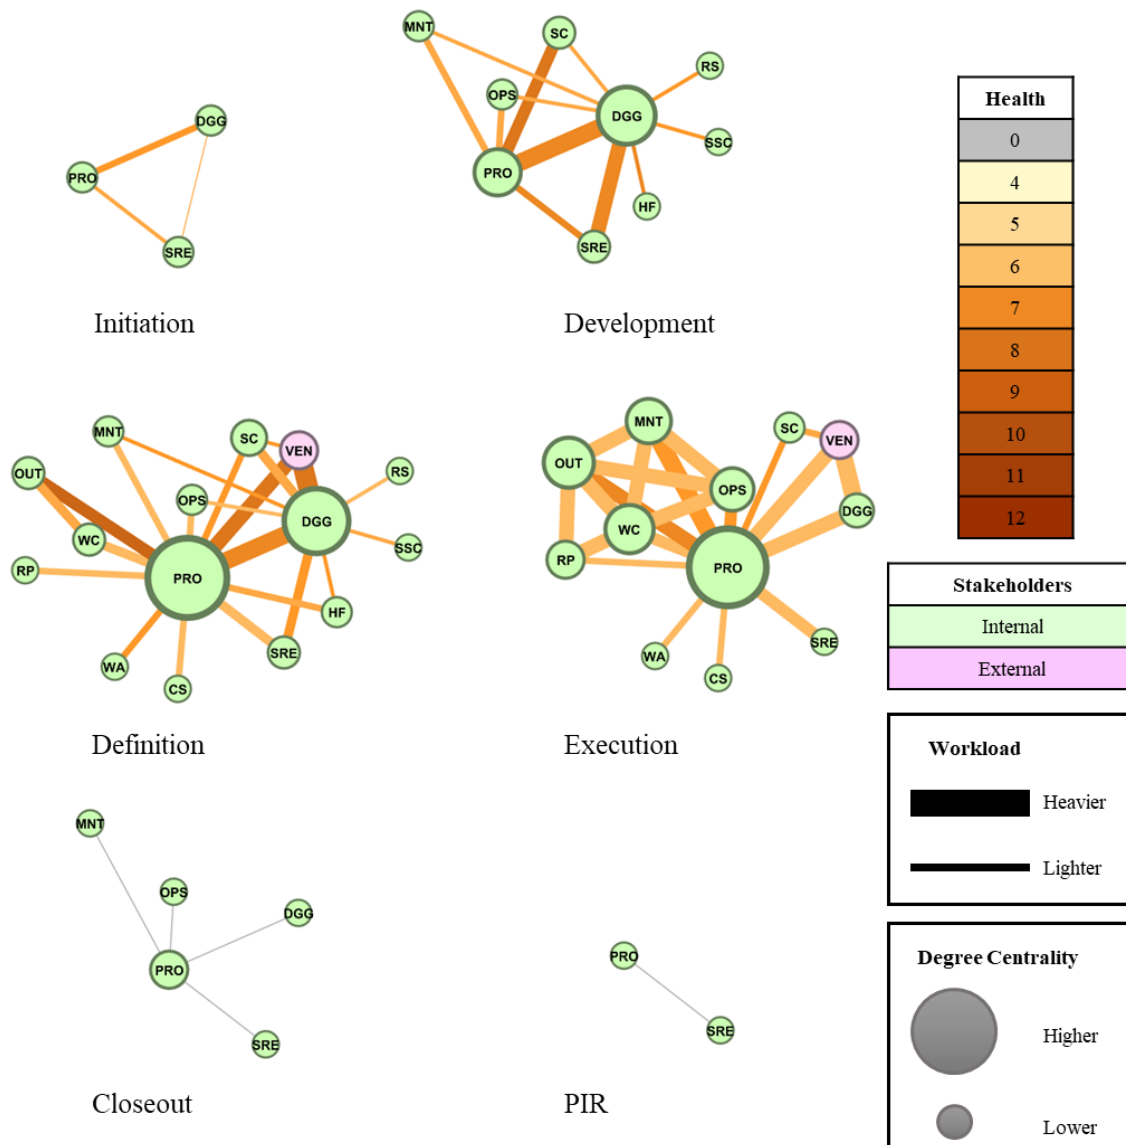 MNT
SC
RS
OPS
DGG
SSC
PRO
HF
SRE
DGG
PRO
SRE
Initiation
Development
Health
0
4
5
6
7
8
9
10
11
12
MNT
SC
VEN
OUT
RS
OPS
DGG
WC
SSC
RP
PRO
HF
SRE
WA
CS
Definition
MNT
SC
VEN
OUT
OPS
DGG
WC
RP
PRO
SRE
WA
CS
Execution
Stakeholders
Internal
External
Workload
Heavier
Lighter
MNT
OPS
DGG
PRO
SRE
Closeout
PRO
SRE
PIR
Degree Centrality
Higher
Lower